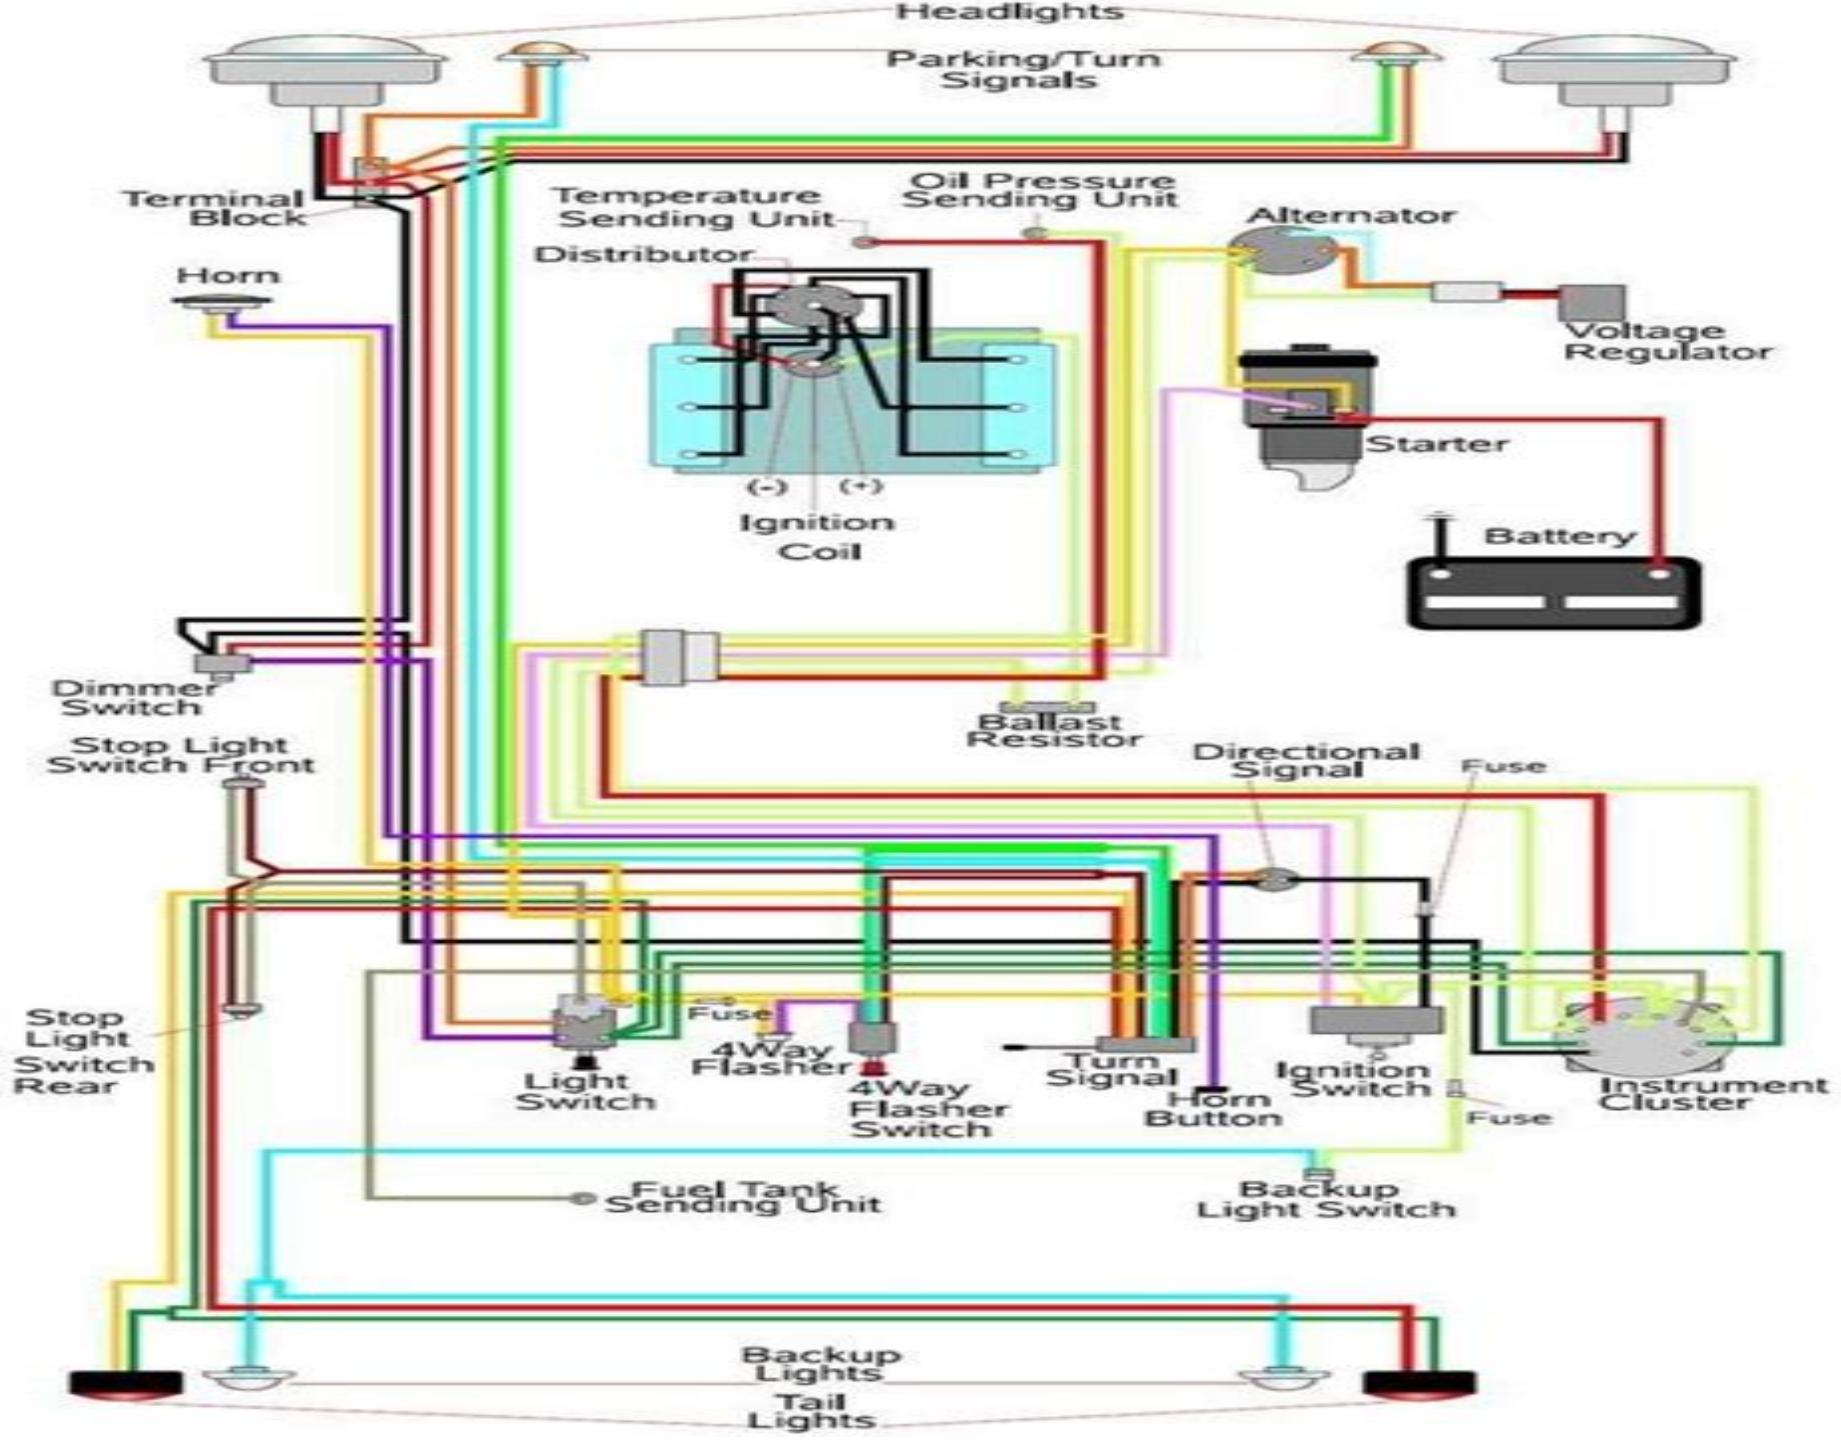 Headlights
Parking/Turn
Signals
Terminal
Block
Temperature
Sending Unit
Oil Pressure
Sending Unit
Alternator
Distributor
Horn
Voltage
Regulator
Starter
(-)
(+)
Ignition
Coil
Battery
Dimmer
Switch
Ballast
Resistor
Stop Light
Switch Front
Directional
Signal
Fuse
Stop
Light
Switch
Rear
Fuse
4Way
Flasher
Light
Switch
4Way
Flasher
Switch
Turn
Signal
Horn
Button
Ignition
Switch
Instrument
Cluster
Fuse
Fuel Tank
Sending Unit
Backup
Light Switch
Backup
Lights
Tail
Lights